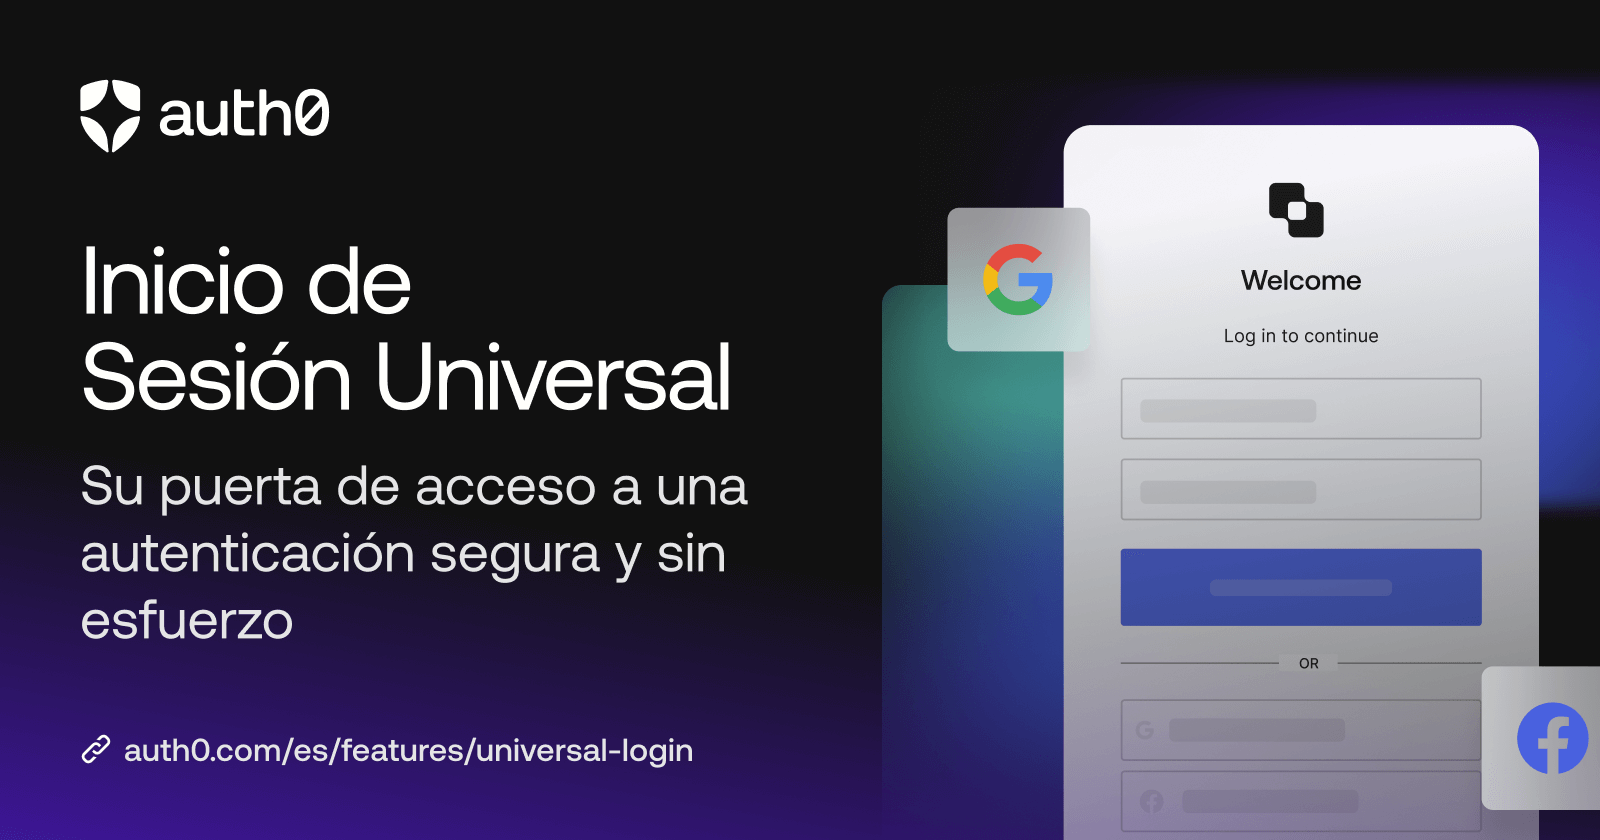 auth0
Inicio de
Sesión Universal
Su puerta de acceso a una
autenticación segura y sin
esfuerzo
auth0.com/es/features/universal-login
Welcome
Log in to continue
OR